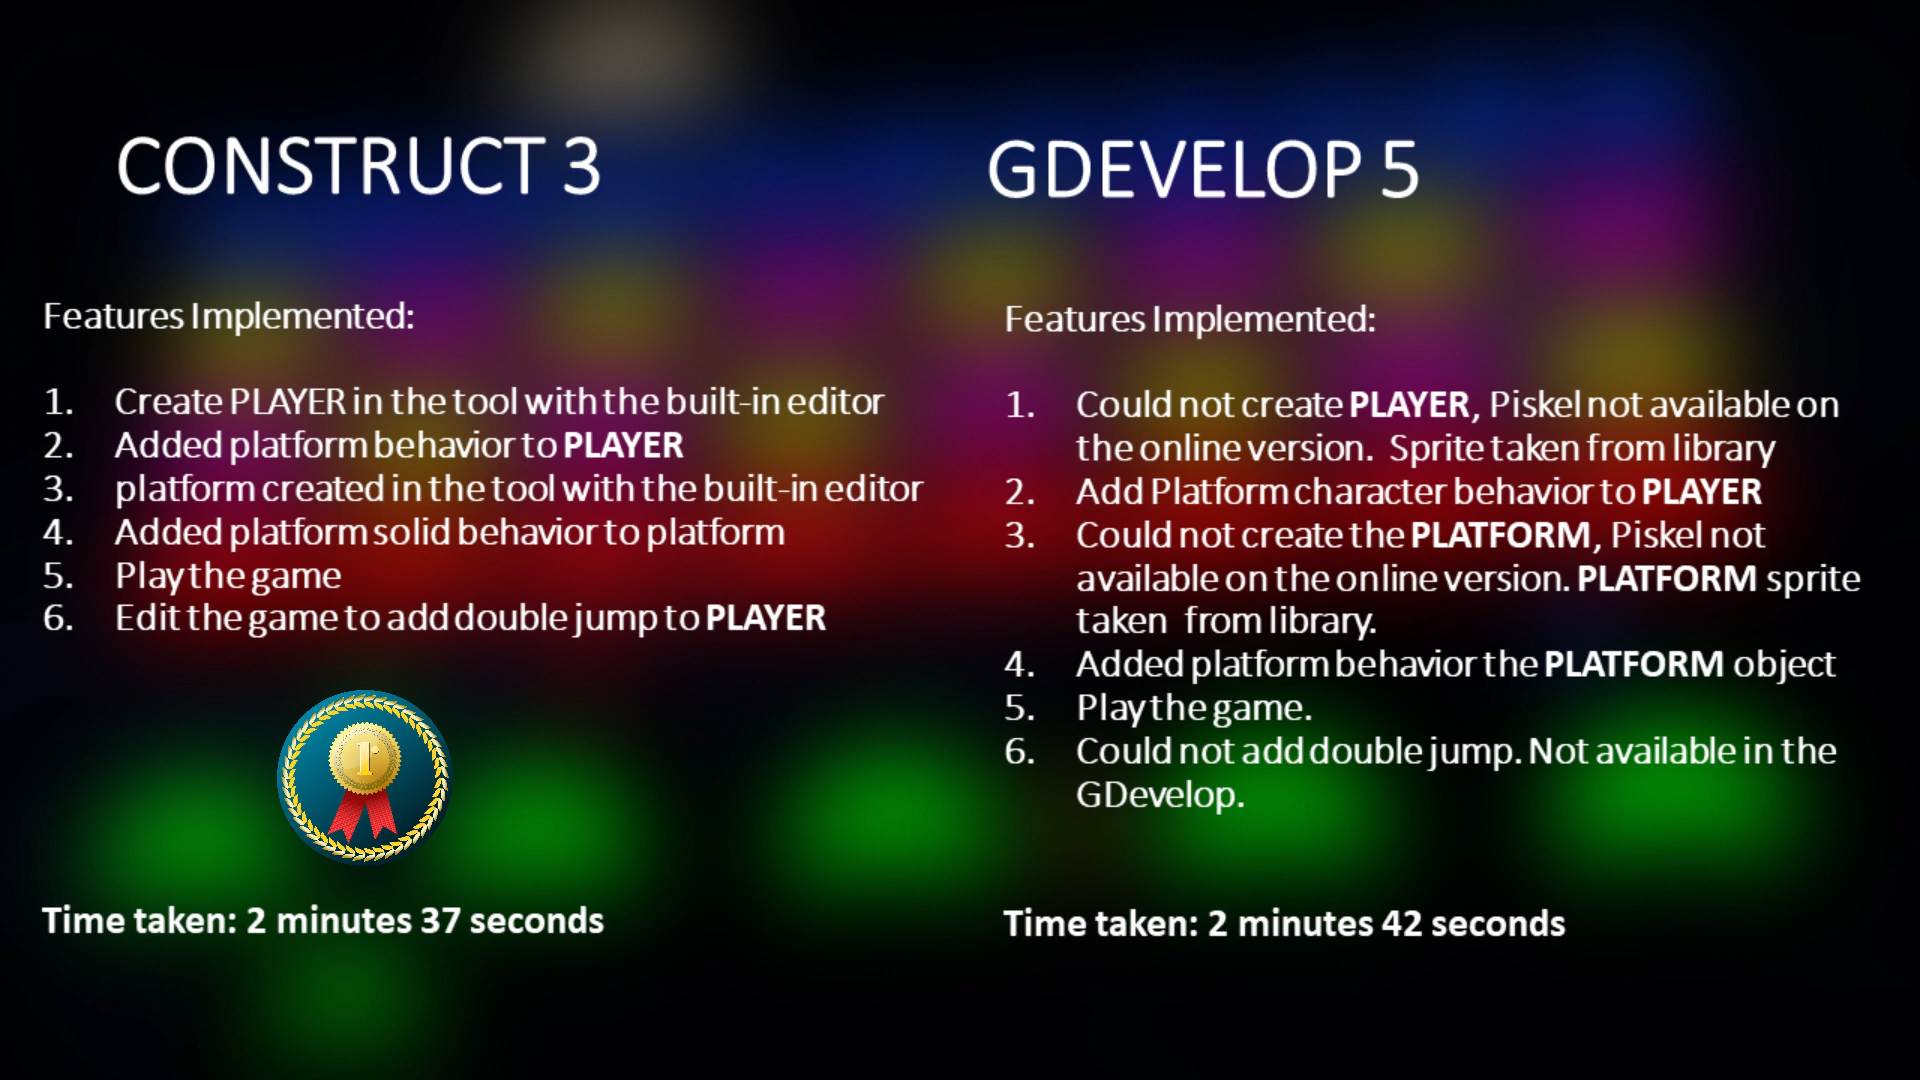 CONSTRUCT 3
Features Implemented:
1. Create PLAYER in the tool with the built-in editor
2. Added platform behavior to PLAYER
3. platform created in the tool with the built-in editor
4. Added platform solid behavior to platform
5. Play the game
6. Edit the game to add double jump to PLAYER
1
Time taken: 2 minutes 37 seconds
GDEVELOP 5
Features Implemented:
1. Could not create PLAYER, Piskel not available on
the online version. Sprite taken from library
2. Add Platform character behavior to PLAYER
3. Could not create the PLATFORM, Piskel not
available on the online version. PLATFORM sprite
taken from library.
4. Added platform behavior the PLATFORM object
5. Play the game.
6. Could not add double jump. Not available in the
GDevelop.
Time taken: 2 minutes 42 seconds